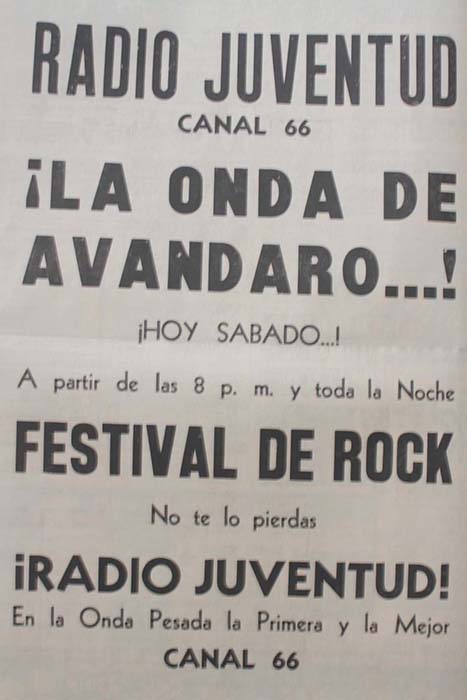 RADIO JUVENTUD
CANAL 66
¡LA ONDA DE
AVANDARO...!
¡HOY SABADO...!
A partir de las 8 p. m. y toda la Noche
FESTIVAL DE ROCK
No te lo pierdas
¡RADIO JUVENTUD!
En la Onda Pesada la Primera y la Mejor
CANAL 66